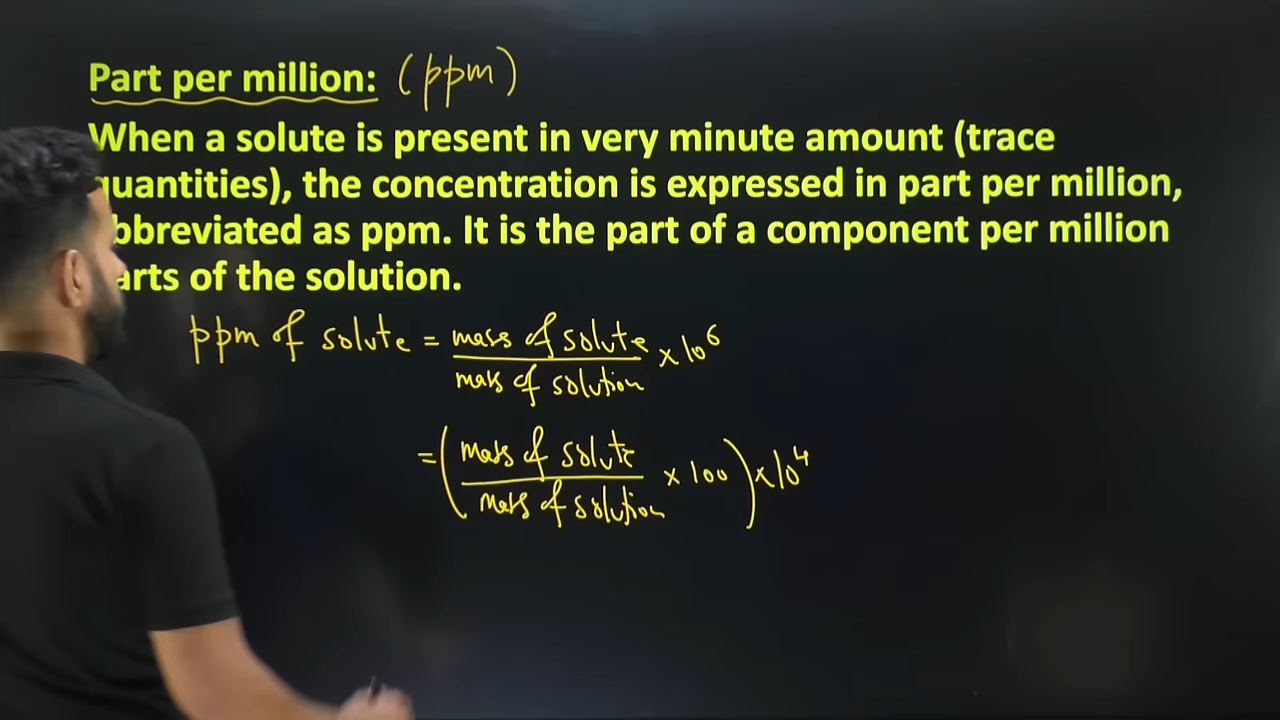 Part per million: (ppm)
When a solute is present in very minute amount (trace
quantities), the concentration is expressed in part per million,
abbreviated as ppm. It is the part of a component per million
parts of the solution.
ppm of solute = mass of solute / mass of solution × 10⁶
= (mass of solute / mass of solution × 100) × 10⁴